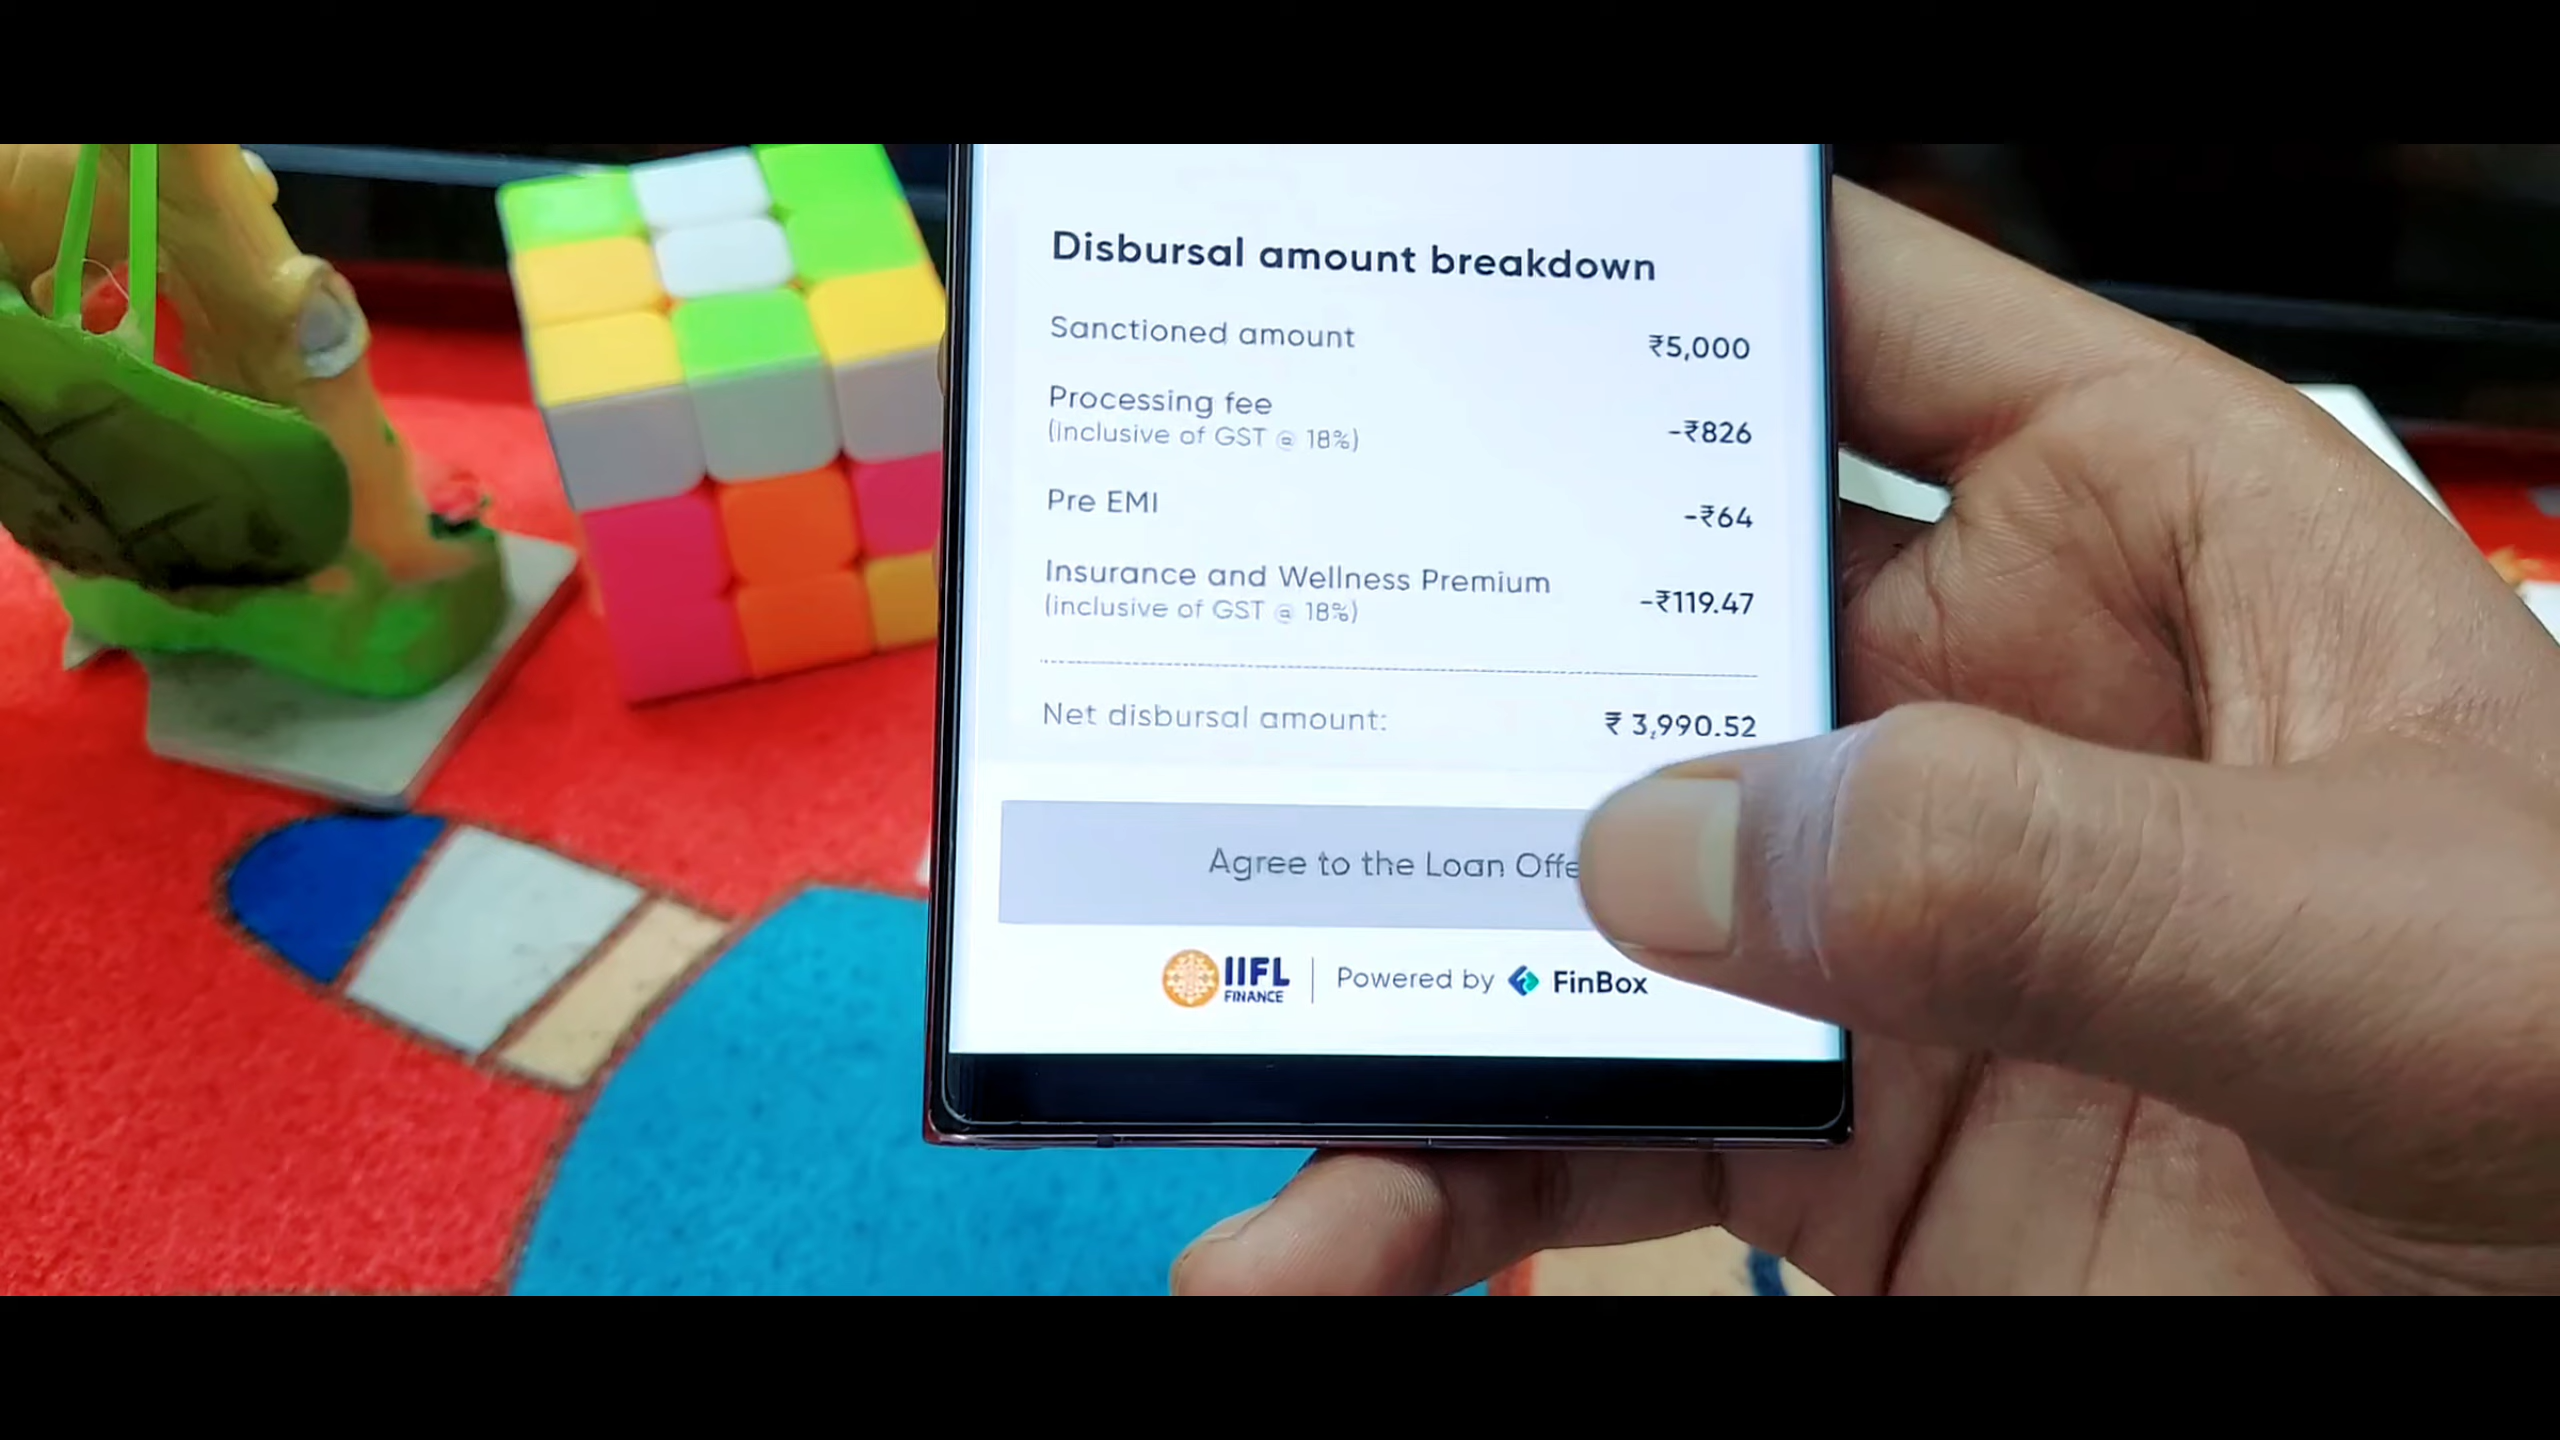 Disbursal amount breakdown
Sanctioned amount ₹5,000
Processing fee
(inclusive of GST @ 18%) -₹826
Pre EMI -₹64
Insurance and Wellness Premium
(inclusive of GST @ 18%) -₹119.47
Net disbursal amount: ₹ 3,990.52
Agree to the Loan Offe
IIFL FINANCE | Powered by FinBox